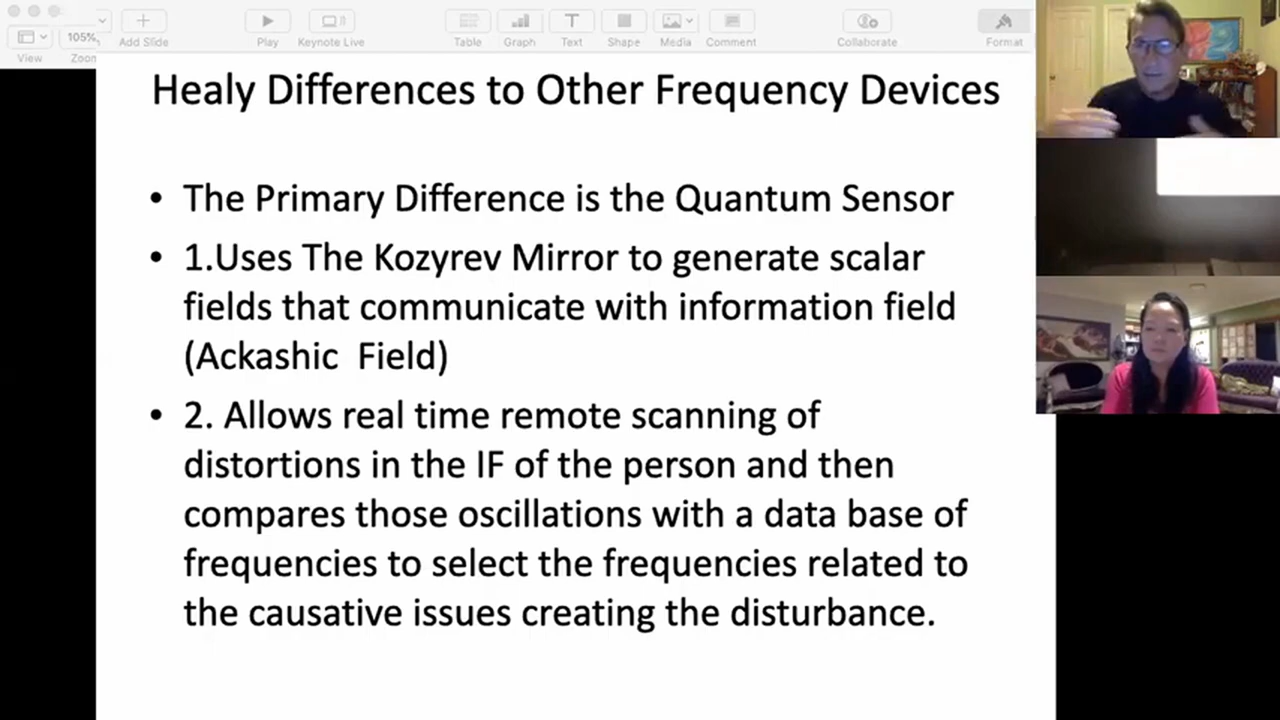 105%
View
Zoom
Add Slide
Play
Keynote Live
Table
Graph
Text
Shape
Media
Comment
Collaborate
Format
Healy Differences to Other Frequency Devices
• The Primary Difference is the Quantum Sensor
• 1.Uses The Kozyrev Mirror to generate scalar
fields that communicate with information field
(Ackashic Field)
• 2. Allows real time remote scanning of
distortions in the IF of the person and then
compares those oscillations with a data base of
frequencies to select the frequencies related to
the causative issues creating the disturbance.